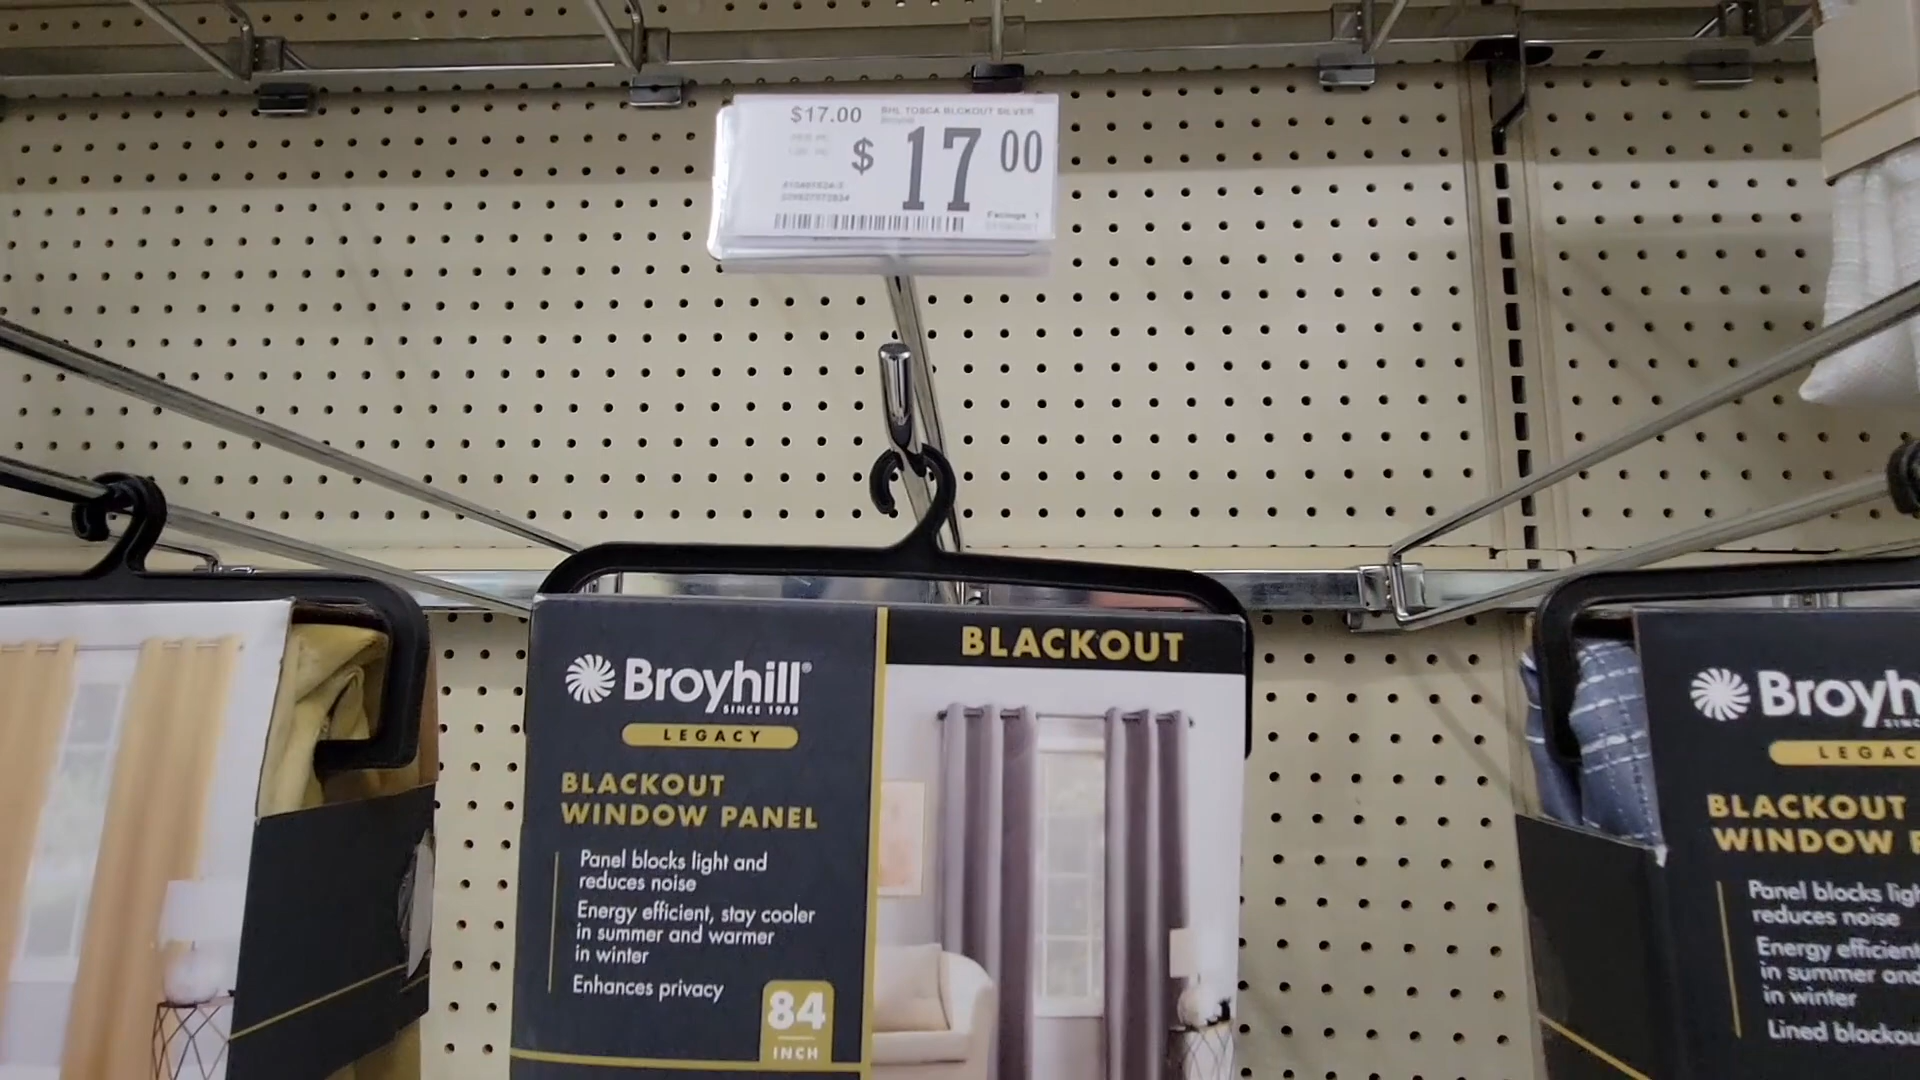 $17.00
BHL TOSCA BLCKOUT SILVER
$ 17 00
Facings: 1
Broyhill®
SINCE 1905
LEGACY
BLACKOUT
WINDOW PANEL
Panel blocks light and
reduces noise
Energy efficient, stay cooler
in summer and warmer
in winter
Enhances privacy
84
INCH
BLACKOUT
Broyh
SINC
LEGAC
BLACKOUT
WINDOW P
Panel blocks ligh
reduces noise
Energy efficient
in summer and
in winter
Lined blackou